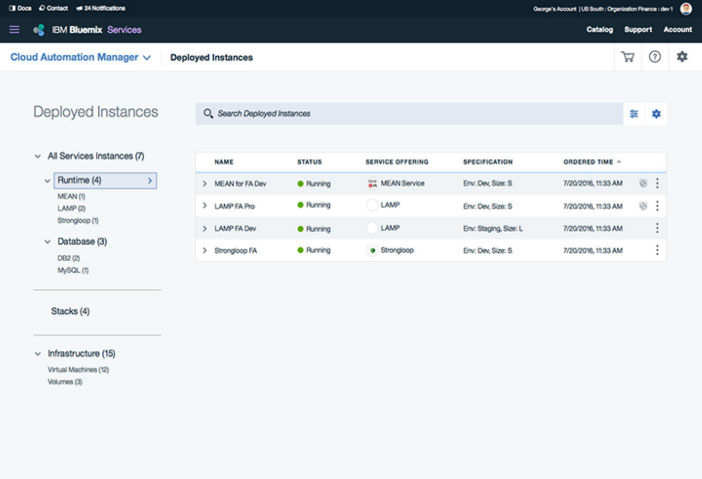 Docs Contact 24 Notifications George's Account | US South : Organization Finance : dev1
IBM Bluemix Services Catalog Support Account
Cloud Automation Manager Deployed Instances
Deployed Instances
Search Deployed Instances
All Services Instances (7)
Runtime (4)
MEAN (1)
LAMP (2)
Strongloop (1)
Database (3)
DB2 (2)
MySQL (1)
Stacks (4)
Infrastructure (15)
Virtual Machines (12)
Volumes (3)
NAME STATUS SERVICE OFFERING SPECIFICATION ORDERED TIME
MEAN for FA Dev Running MEAN Service Env: Dev, Size: S 7/20/2016, 11:33 AM
LAMP FA Pro Running LAMP Env: Dev, Size: S 7/20/2016, 11:33 AM
LAMP FA Dev Running LAMP Env: Staging, Size: L 7/20/2016, 11:33 AM
Strongloop FA Running Strongloop Env: Dev, Size: S 7/20/2016, 11:33 AM